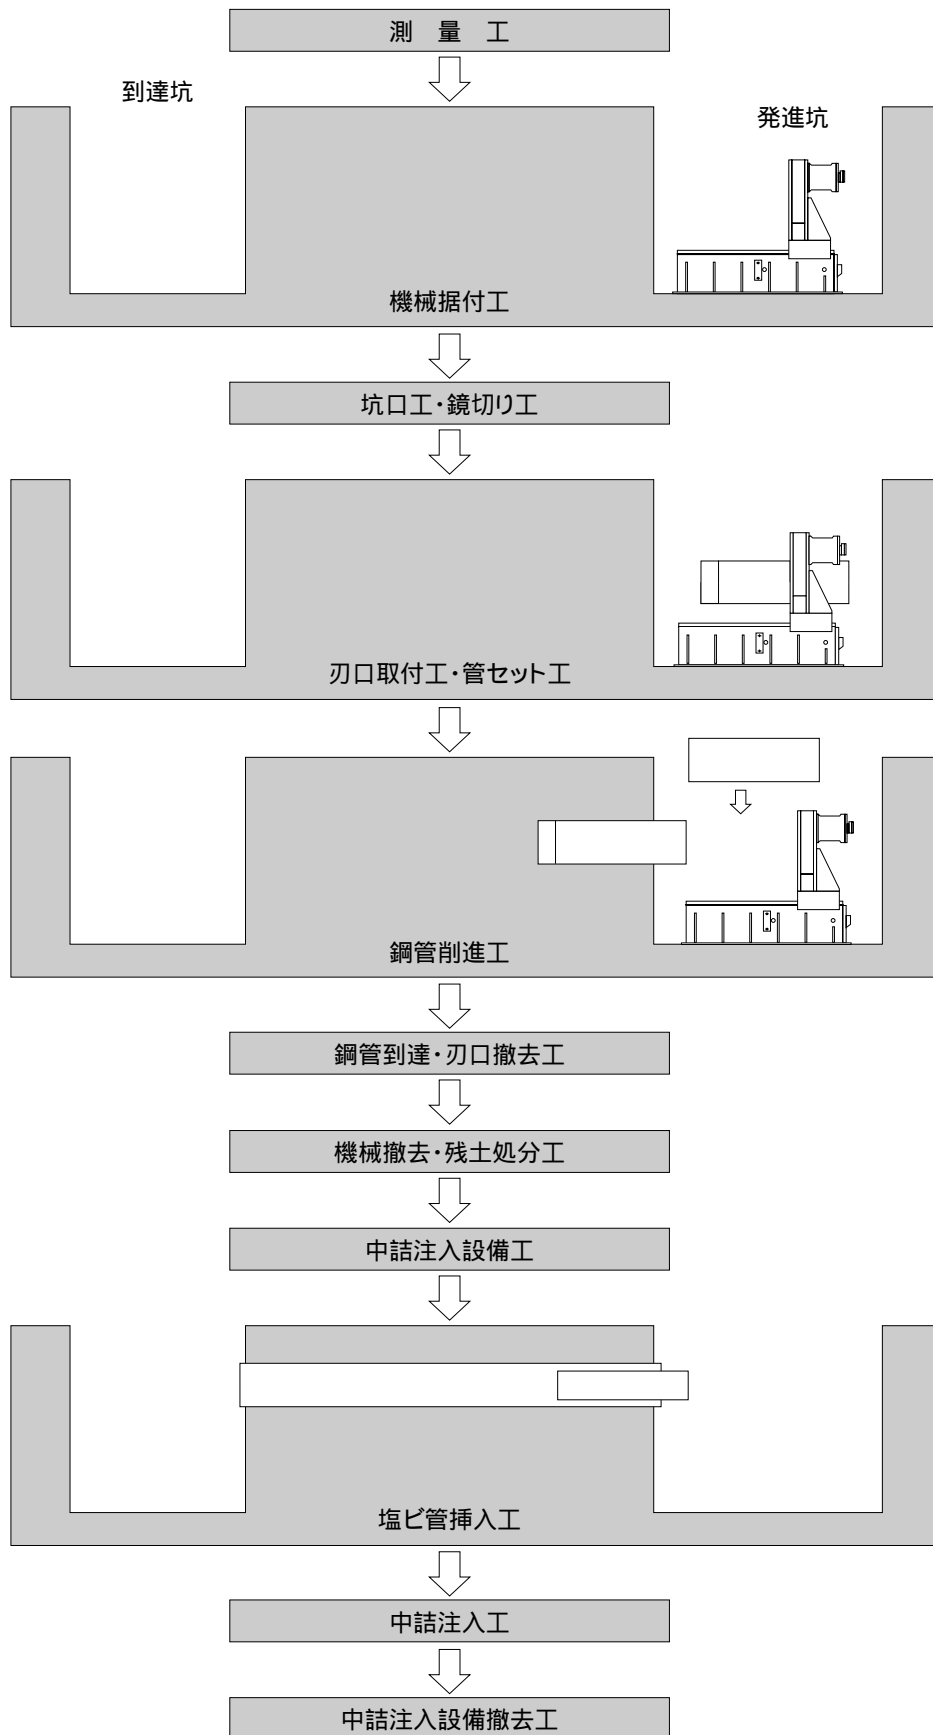 測 量 工
到達坑
発進坑
機械据付工
坑口工・鏡切り工
刃口取付工・管セット工
鋼管削進工
鋼管到達・刃口撤去工
機械撤去・残土処分工
中詰注入設備工
塩ビ管挿入工
中詰注入工
中詰注入設備撤去工